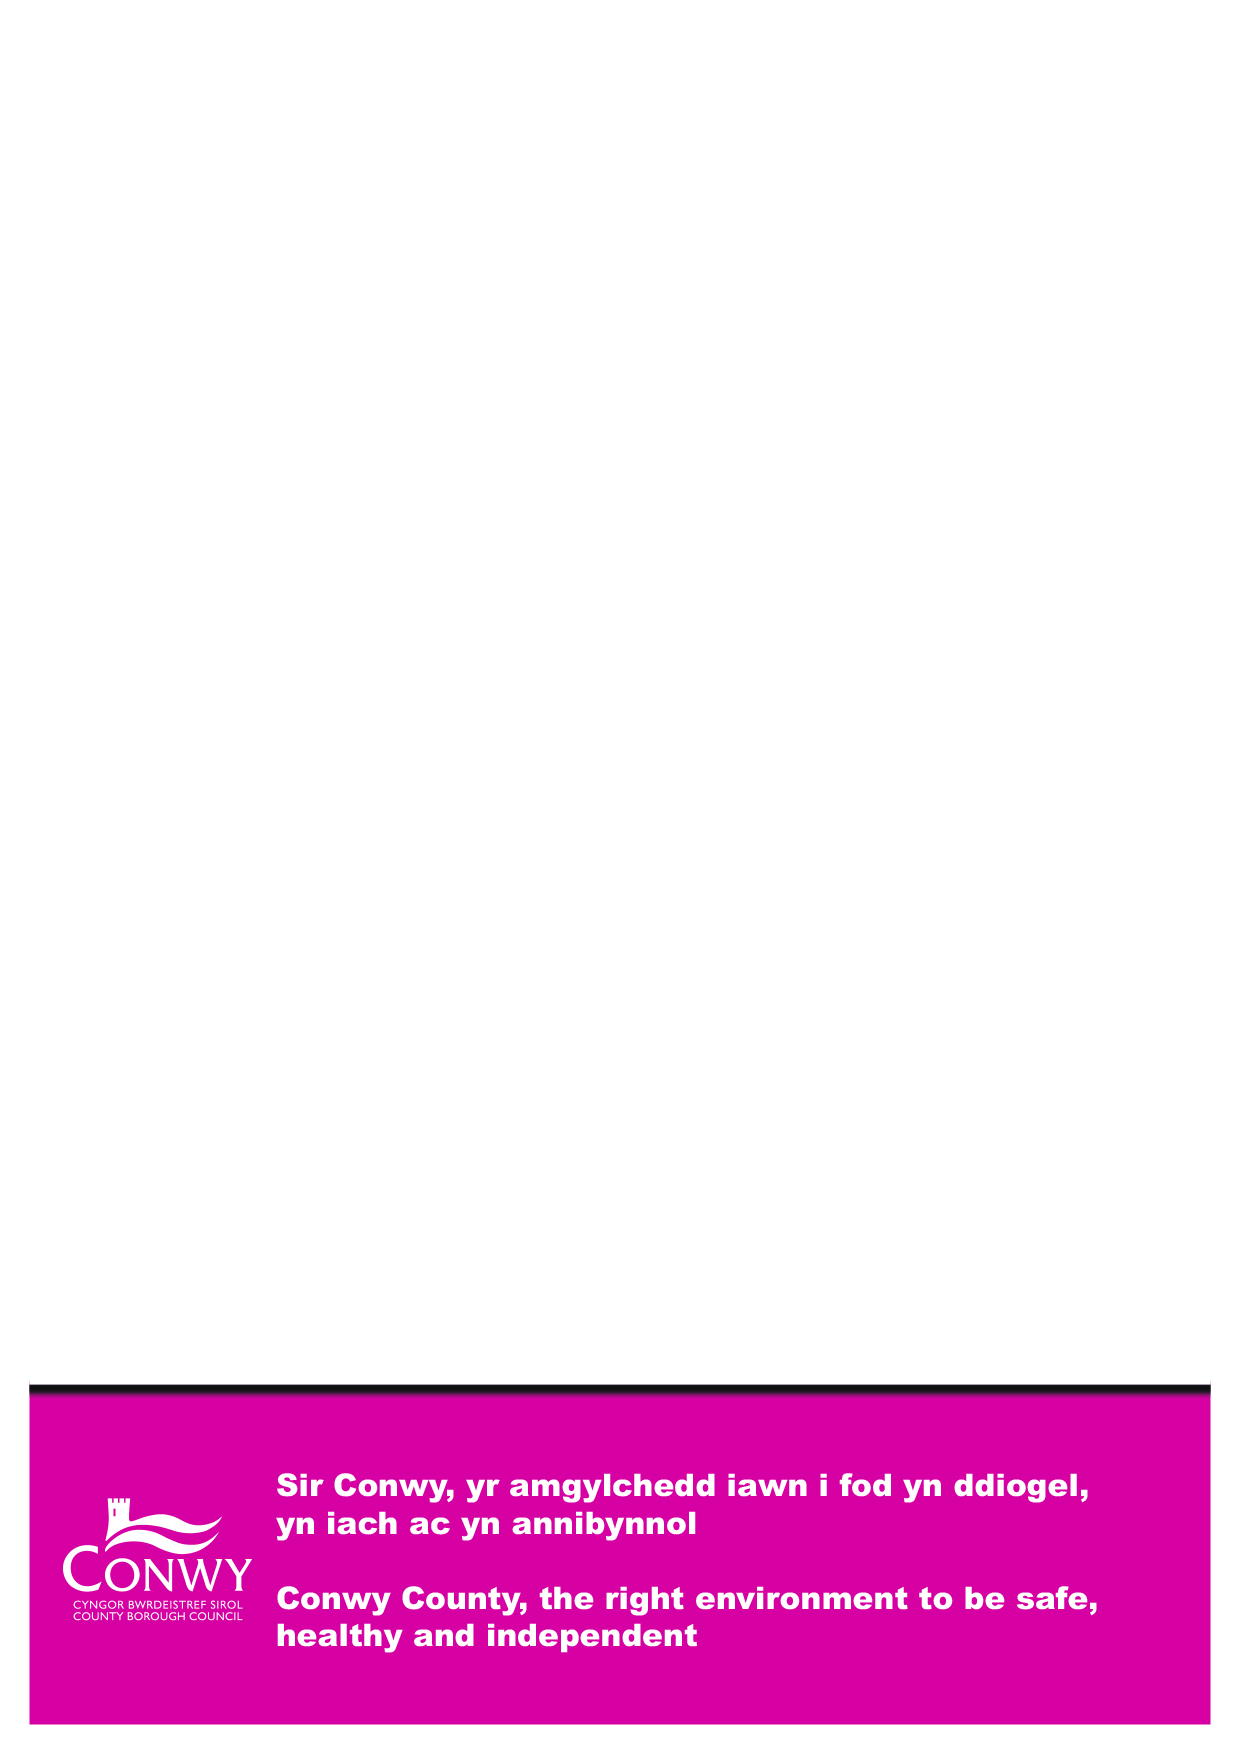 CONWY
CYNGOR BWRDEISTREF SIROL
COUNTY BOROUGH COUNCIL
Sir Conwy, yr amgylchedd iawn i fod yn ddiogel,
yn iach ac yn annibynnol
Conwy County, the right environment to be safe,
healthy and independent